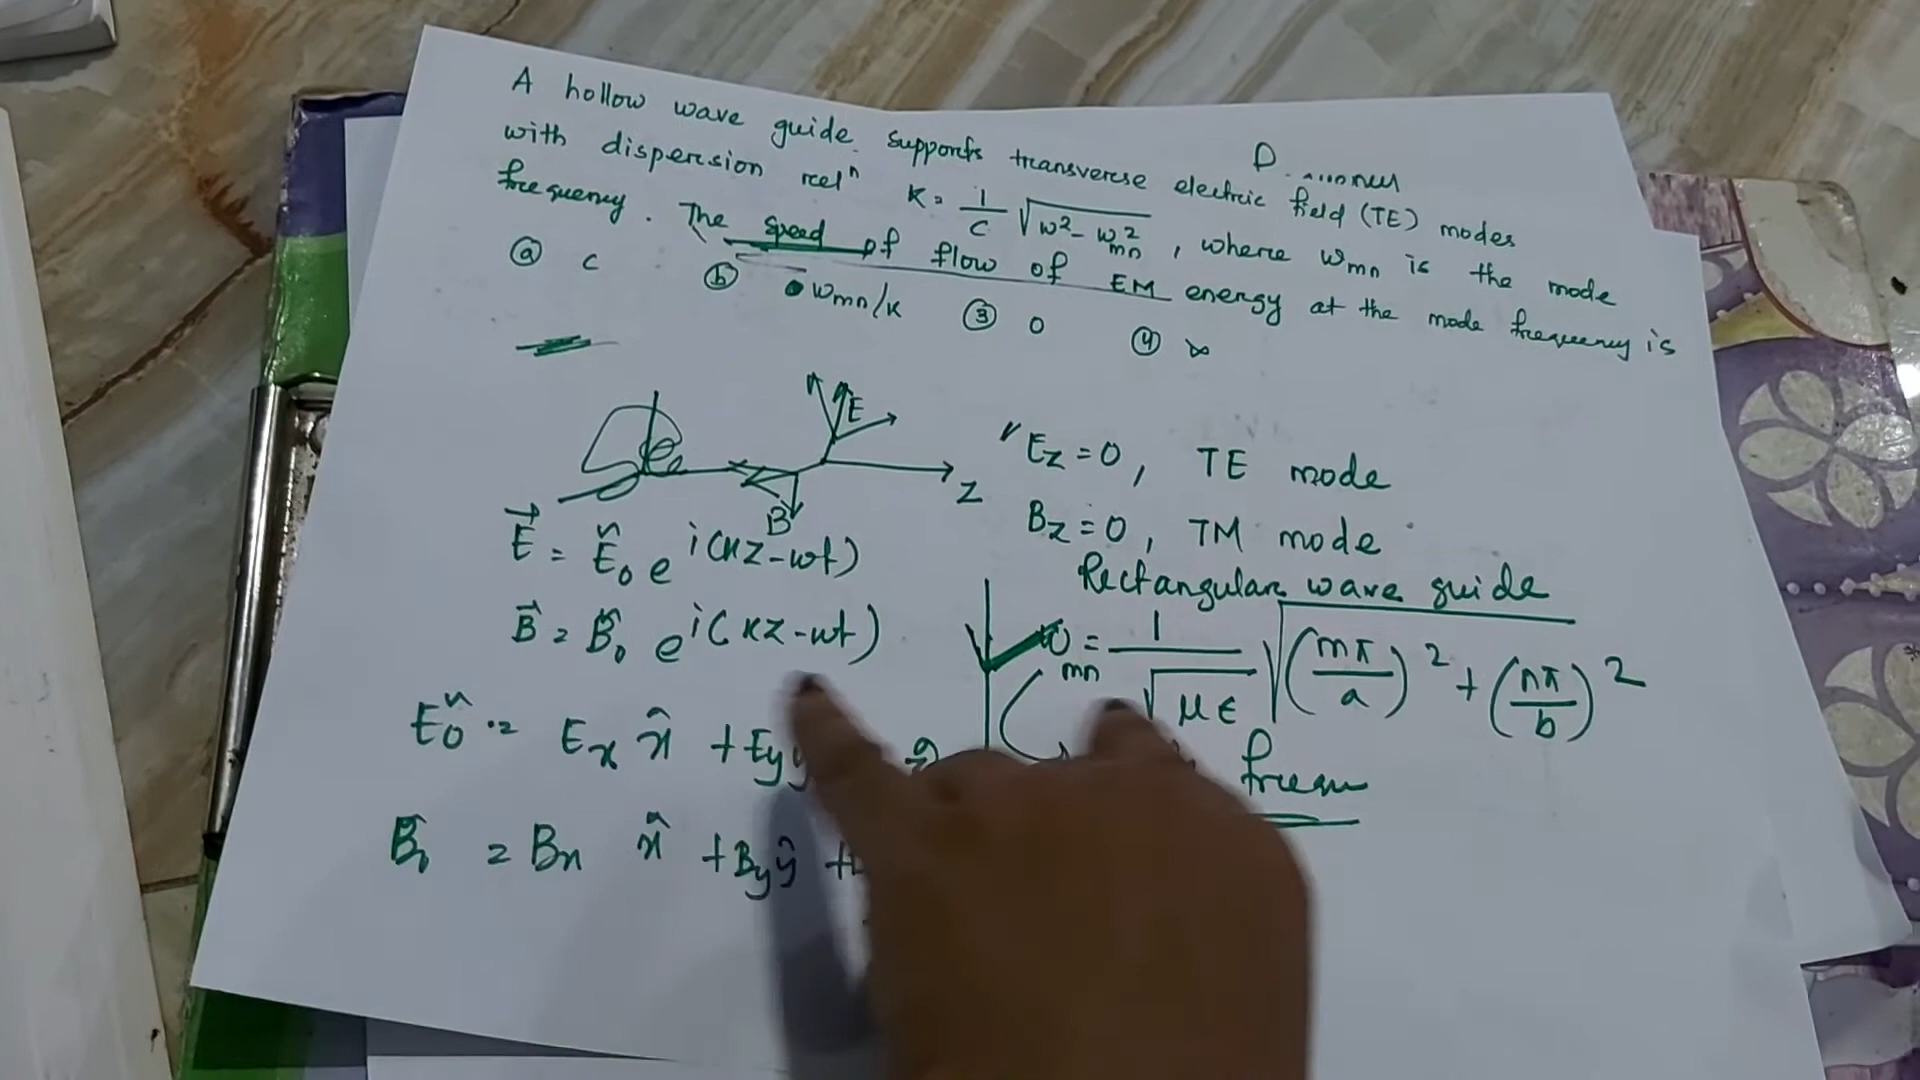 A hollow wave guide supports transverse electric field (TE) modes
with dispersion relⁿ K = 1/C √(ω² - ω²mn), where ωmn is the mode
frequency. The speed of flow of EM energy at the mode frequency is
ⓐ c ⓑ ωmn/K ③ 0 ④ ∞
E
Z
B
Ez = 0, TE mode
Bz = 0, TM mode
Rectangular wave guide
ωmn = 1/√(με) √((mπ/a)² + (nπ/b)²)
E⃗ = Ẽ₀ e^i(kz-ωt)
B⃗ = B̃₀ e^i(kz-ωt)
Ẽ₀ = Ex x̂ + Ey
B̃₀ = Bx x̂ + By ŷ +